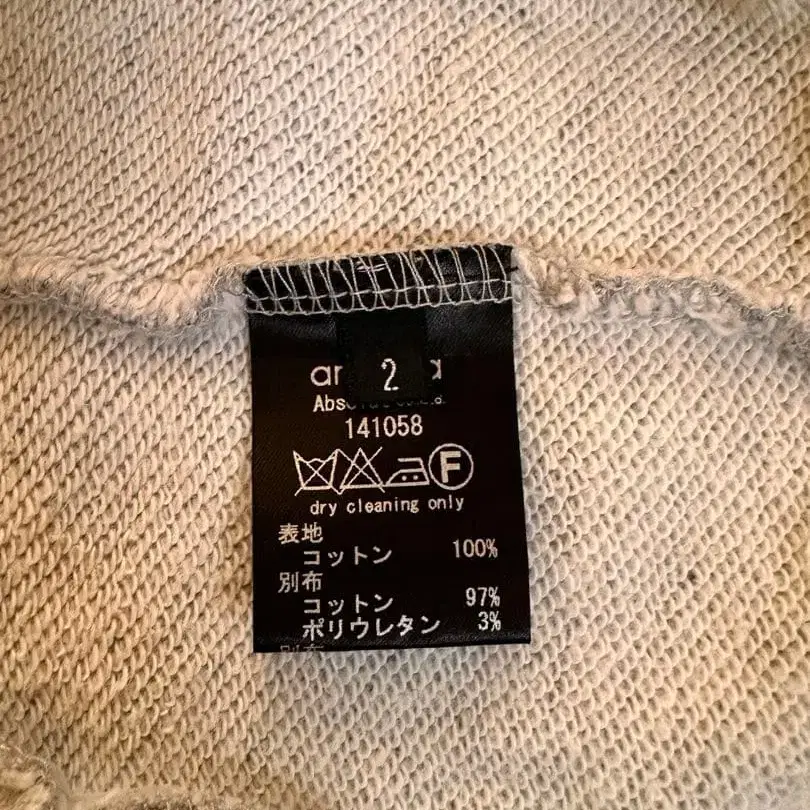 2
141058
F
dry cleaning only
表地
コットン 100%
別布
コットン 97%
ポリウレタン 3%